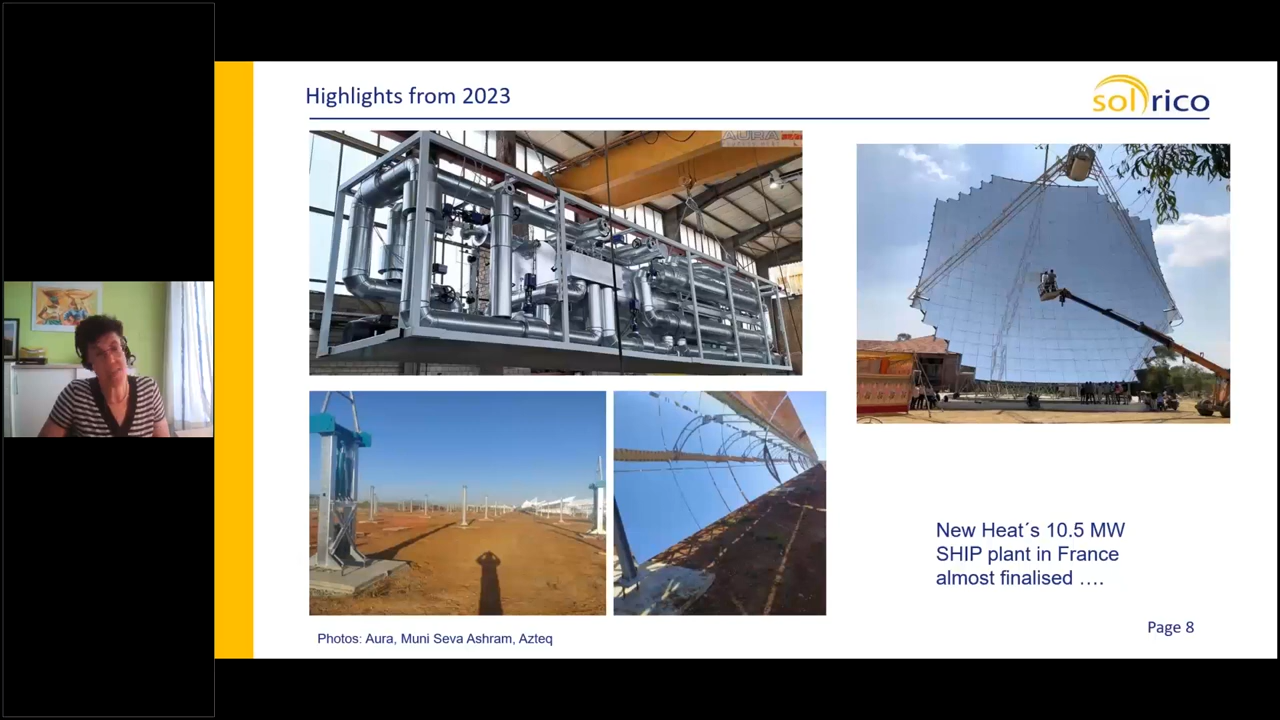 Highlights from 2023
solrico
AURA
New Heat´s 10.5 MW
SHIP plant in France
almost finalised ....
Page 8
Photos: Aura, Muni Seva Ashram, Azteq